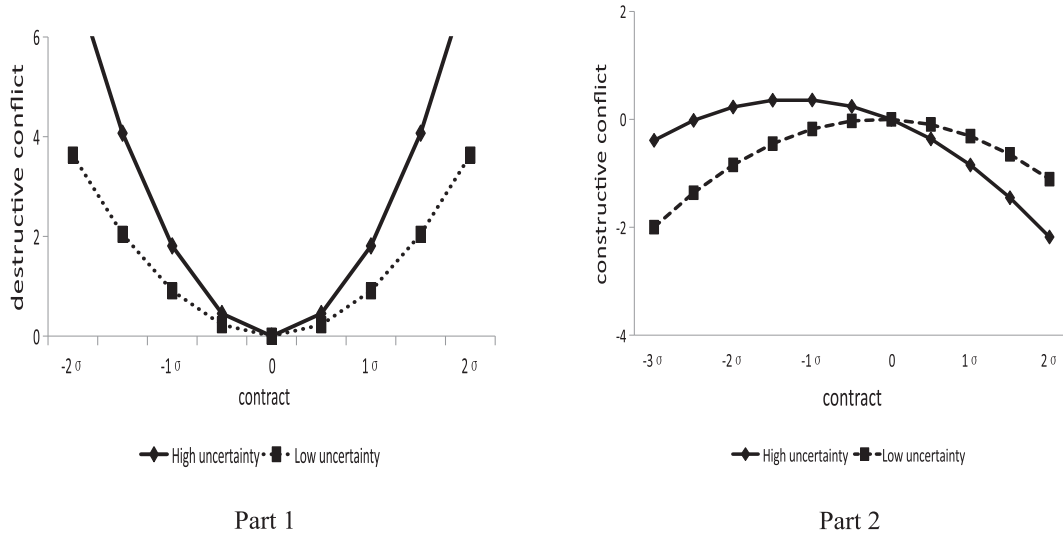 6
4
2
0
destructive conflict
-2σ
-1σ
0
1σ
2σ
contract
High uncertainty
Low uncertainty
Part 1
2
0
-2
-4
constructive conflict
-3σ
-2σ
-1σ
0
1σ
2σ
contract
High uncertainty
Low uncertainty
Part 2